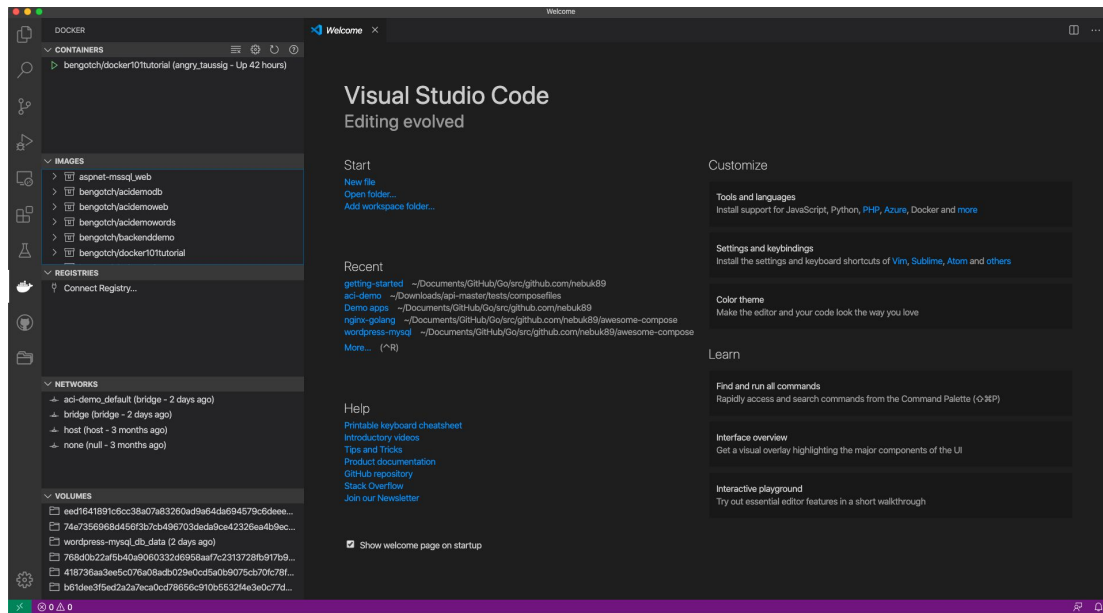 Welcome
DOCKER
CONTAINERS
bengotch/docker101tutorial (angry_taussig - Up 42 hours)
IMAGES
aspnet-mssql_web
bengotch/acidemodb
bengotch/acidemoweb
bengotch/acidemowords
bengotch/backenddemo
bengotch/docker101tutorial
REGISTRIES
Connect Registry...
NETWORKS
aci-demo_default (bridge - 2 days ago)
bridge (bridge - 2 days ago)
host (host - 3 months ago)
none (null - 3 months ago)
VOLUMES
eed1641891c6cc38a07a83260ad9a64da694579c6deee...
74e7356968d456f3b7cb496703deda9ce42326ea4b9ec...
wordpress-mysql_db_data (2 days ago)
768d0b22af5b40a9060332d6958aaf7c2313728fb917b9...
418736aa3ee5c076a08adb029e0cd5a0b9075cb70fc78f...
b61dee3f5ed2a2a7eca0cd78656c910b5532f4e3e0c77d...
0 0
Welcome
Visual Studio Code
Editing evolved
Start
New file
Open folder...
Add workspace folder...
Recent
getting-started ~/Documents/GitHub/Go/src/github.com/nebuk89
aci-demo ~/Downloads/api-master/tests/composefiles
Demo apps ~/Documents/GitHub/Go/src/github.com/nebuk89
nginx-golang ~/Documents/GitHub/Go/src/github.com/nebuk89/awesome-compose
wordpress-mysql ~/Documents/GitHub/Go/src/github.com/nebuk89/awesome-compose
More... (^R)
Help
Printable keyboard cheatsheet
Introductory videos
Tips and Tricks
Product documentation
GitHub repository
Stack Overflow
Join our Newsletter
Show welcome page on startup
Customize
Tools and languages
Install support for JavaScript, Python, PHP, Azure, Docker and more
Settings and keybindings
Install the settings and keyboard shortcuts of Vim, Sublime, Atom and others
Color theme
Make the editor and your code look the way you love
Learn
Find and run all commands
Rapidly access and search commands from the Command Palette (⇧⌘P)
Interface overview
Get a visual overlay highlighting the major components of the UI
Interactive playground
Try out essential editor features in a short walkthrough